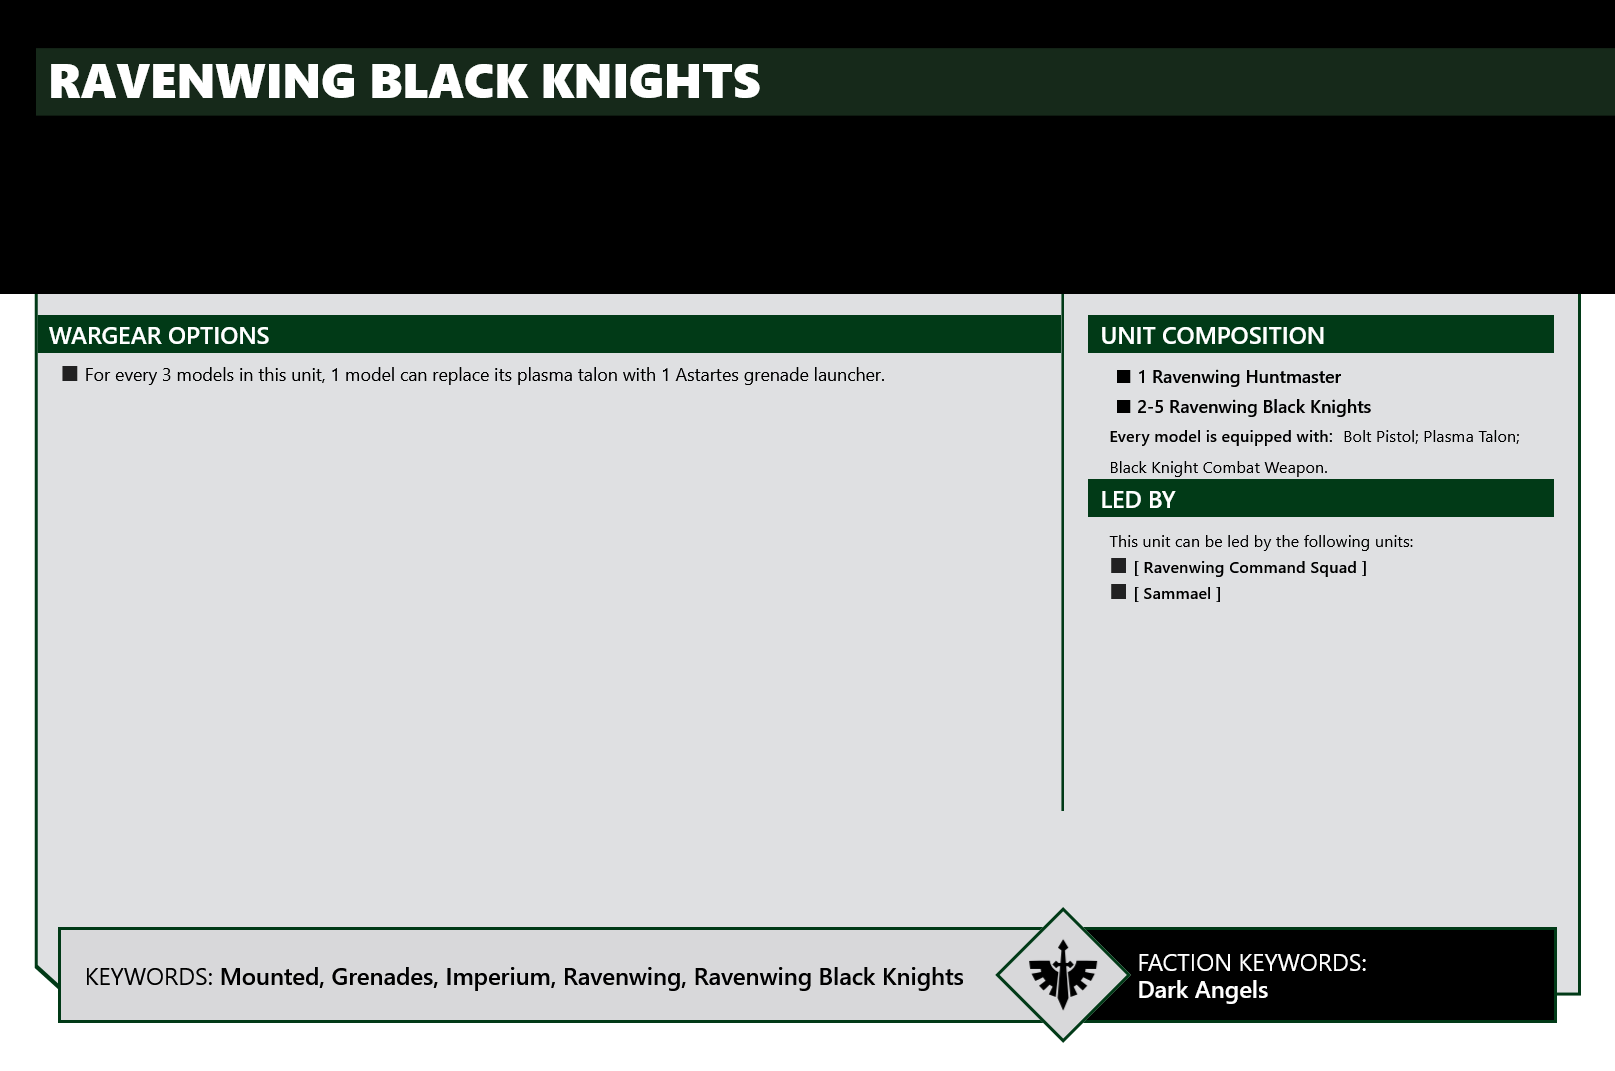 RAVENWING BLACK KNIGHTS
WARGEAR OPTIONS
For every 3 models in this unit, 1 model can replace its plasma talon with 1 Astartes grenade launcher.
UNIT COMPOSITION
1 Ravenwing Huntmaster
2-5 Ravenwing Black Knights
Every model is equipped with: Bolt Pistol; Plasma Talon;
Black Knight Combat Weapon.
LED BY
This unit can be led by the following units:
[ Ravenwing Command Squad ]
[ Sammael ]
KEYWORDS: Mounted, Grenades, Imperium, Ravenwing, Ravenwing Black Knights
FACTION KEYWORDS:
Dark Angels